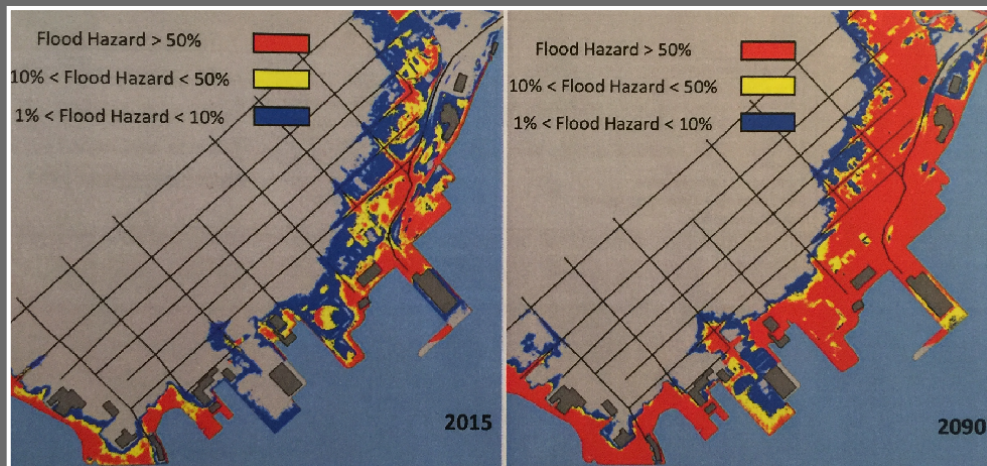 Flood Hazard > 50%
10% < Flood Hazard < 50%
1% < Flood Hazard < 10%
2015
Flood Hazard > 50%
10% < Flood Hazard < 50%
1% < Flood Hazard < 10%
2090